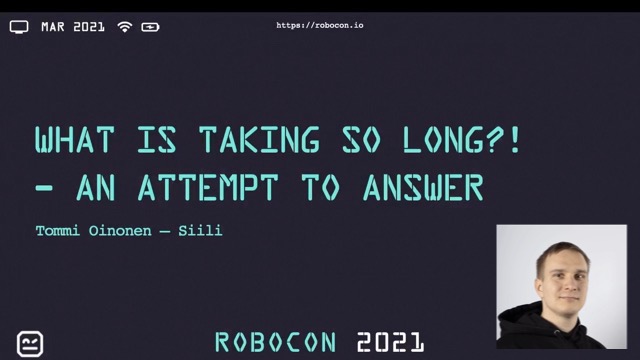 MAR 2021
https://robocon.io
WHAT IS TAKING SO LONG?!
– AN ATTEMPT TO ANSWER
Tommi Oinonen – Siili
ROBOCON 2021